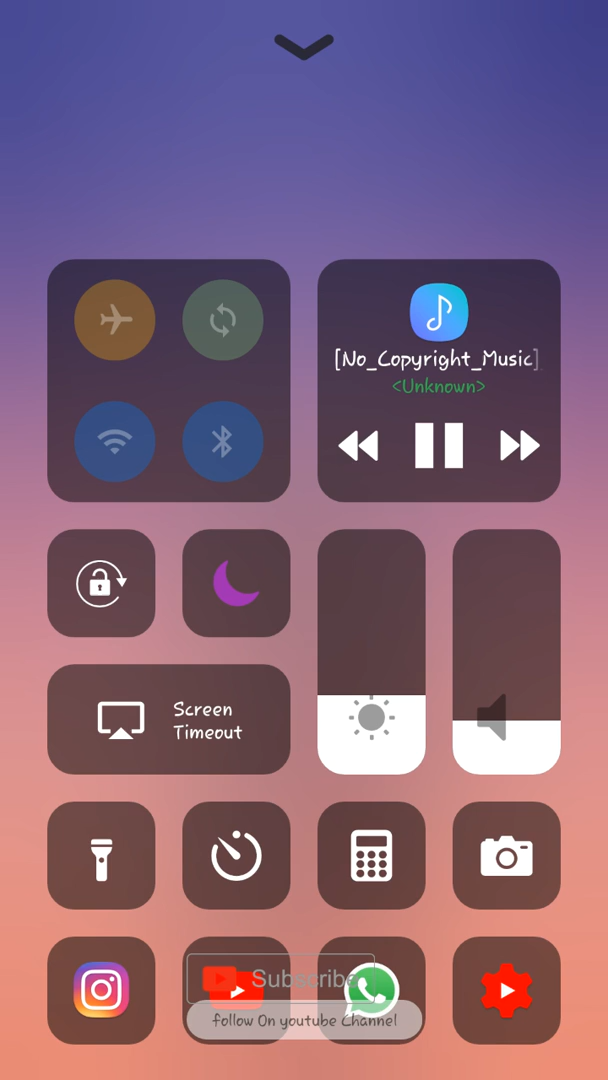 [No_Copyright_Music]
<Unknown>
Screen
Timeout
Subscribe
follow On youtube Channel